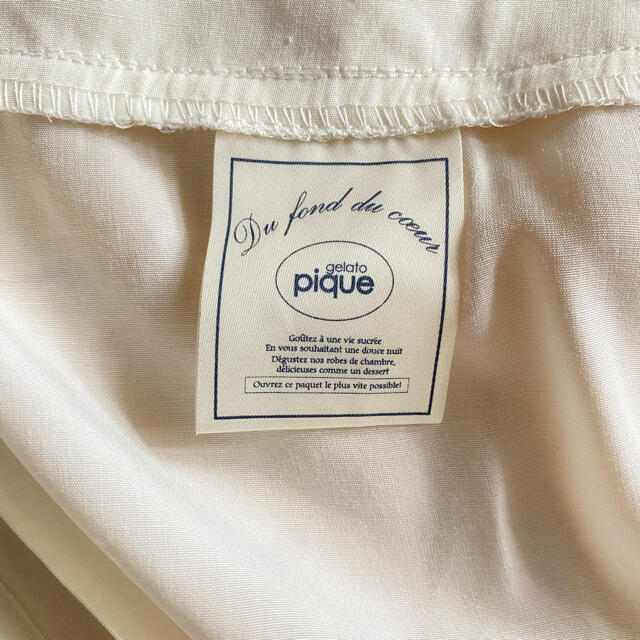 Du fond du cœur
gelato
pique
Goûtez à une vie sucrée
En vous souhaitant une douce nuit
Dégustez nos robes de chambre,
délicieuses comme un dessert
Ouvrez ce paquet le plus vite possible!